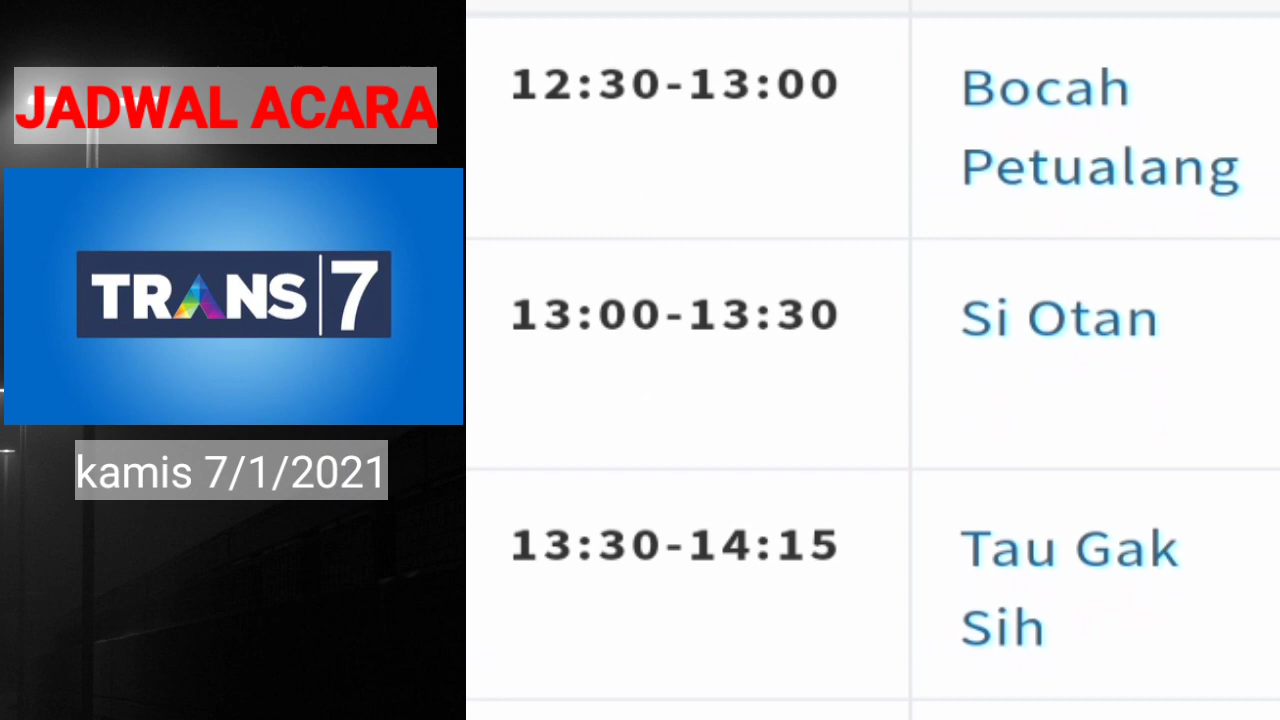 JADWAL ACARA
TRANS|7
kamis 7/1/2021
12:30-13:00
Bocah
Petualang
13:00-13:30
Si Otan
13:30-14:15
Tau Gak
Sih